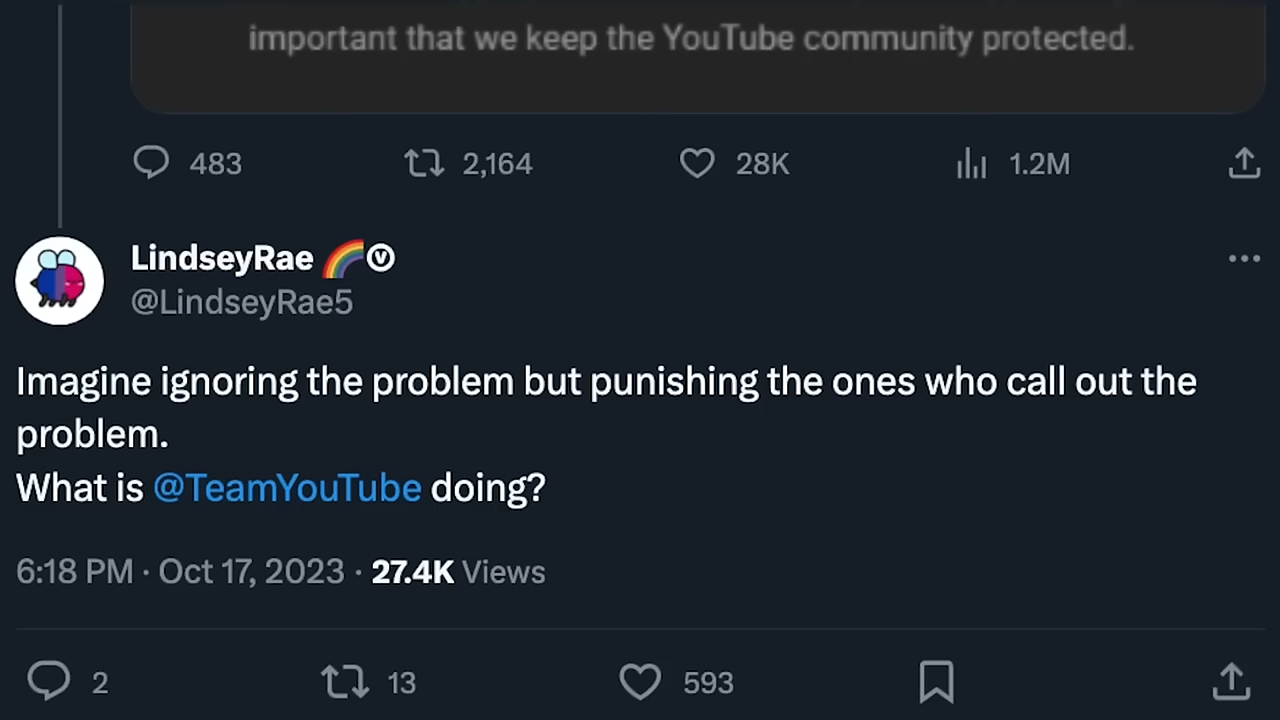 important that we keep the YouTube community protected.
483 2,164 28K 1.2M
LindseyRae 🌈 Ⓥ
@LindseyRae5
Imagine ignoring the problem but punishing the ones who call out the
problem.
What is @TeamYouTube doing?
6:18 PM · Oct 17, 2023 · 27.4K Views
2 13 593